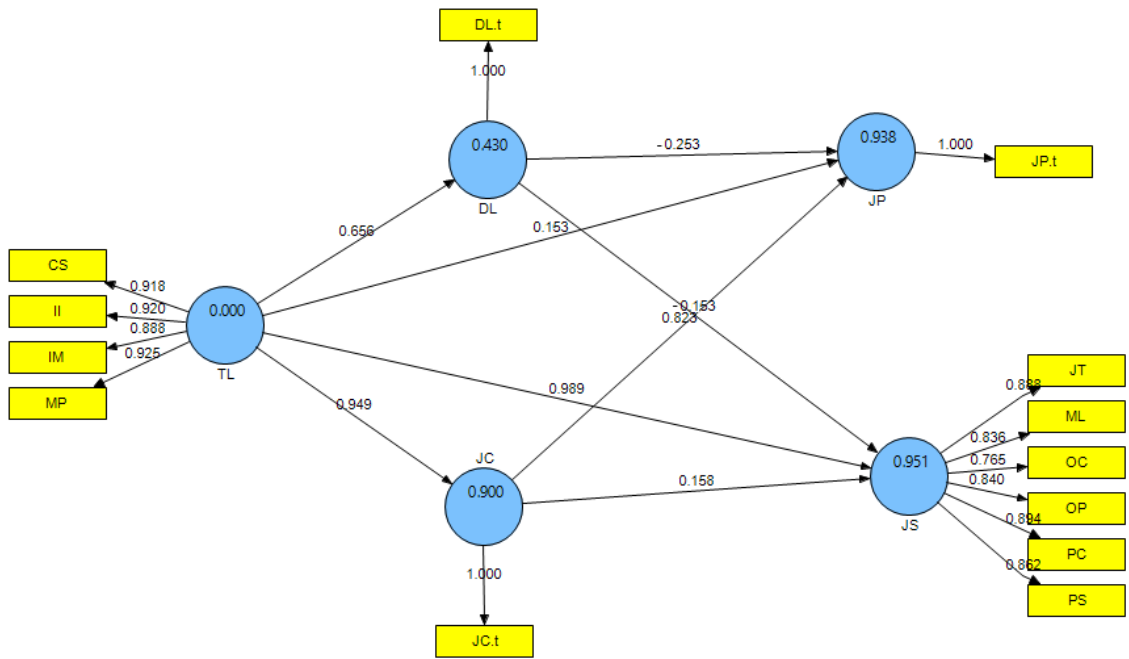 DL.t
1.000
0.430
DL
-0.253
0.938
JP
1.000
JP.t
0.656
0.153
CS
II
IM
MP
0.918
0.920
0.888
0.925
0.000
TL
-0.153
0.823
0.989
0.949
JC
0.900
0.158
0.951
JS
0.888
0.836
0.765
0.840
0.894
0.862
JT
ML
OC
OP
PC
PS
1.000
JC.t